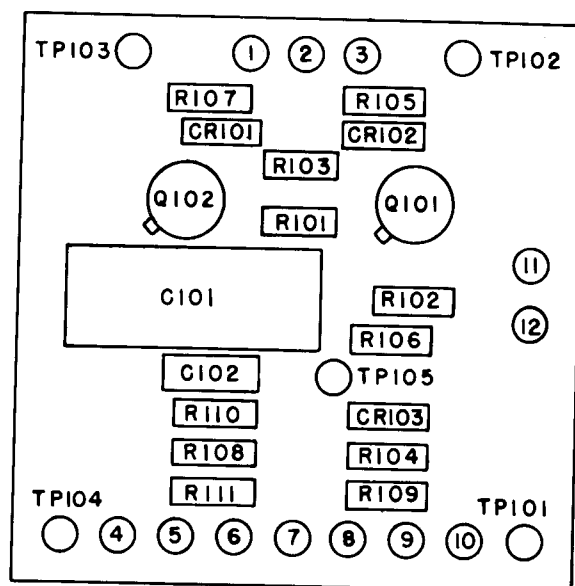 TP103 1 2 3 TP102
R107 R105
CR101 CR102
R103
Q102 Q101
R101
11
C101 R102
12
R106
C102 TP105
R110 CR103
R108 R104
R111 R109
TP104 TP101
4 5 6 7 8 9 10